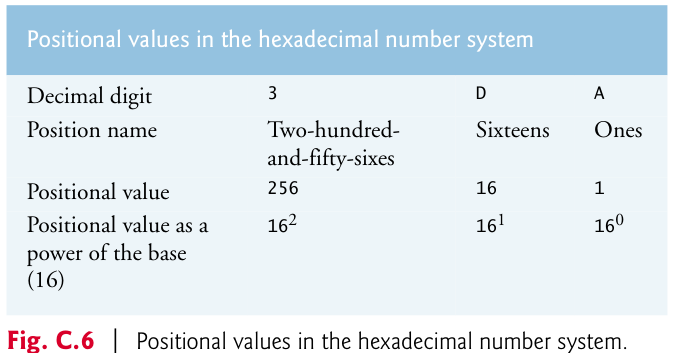 Positional values in the hexadecimal number system
Decimal digit 3 D A
Position name Two-hundred- Sixteens Ones
and-fifty-sixes
Positional value 256 16 1
Positional value as a 16² 16¹ 16⁰
power of the base
(16)
Fig. C.6 | Positional values in the hexadecimal number system.